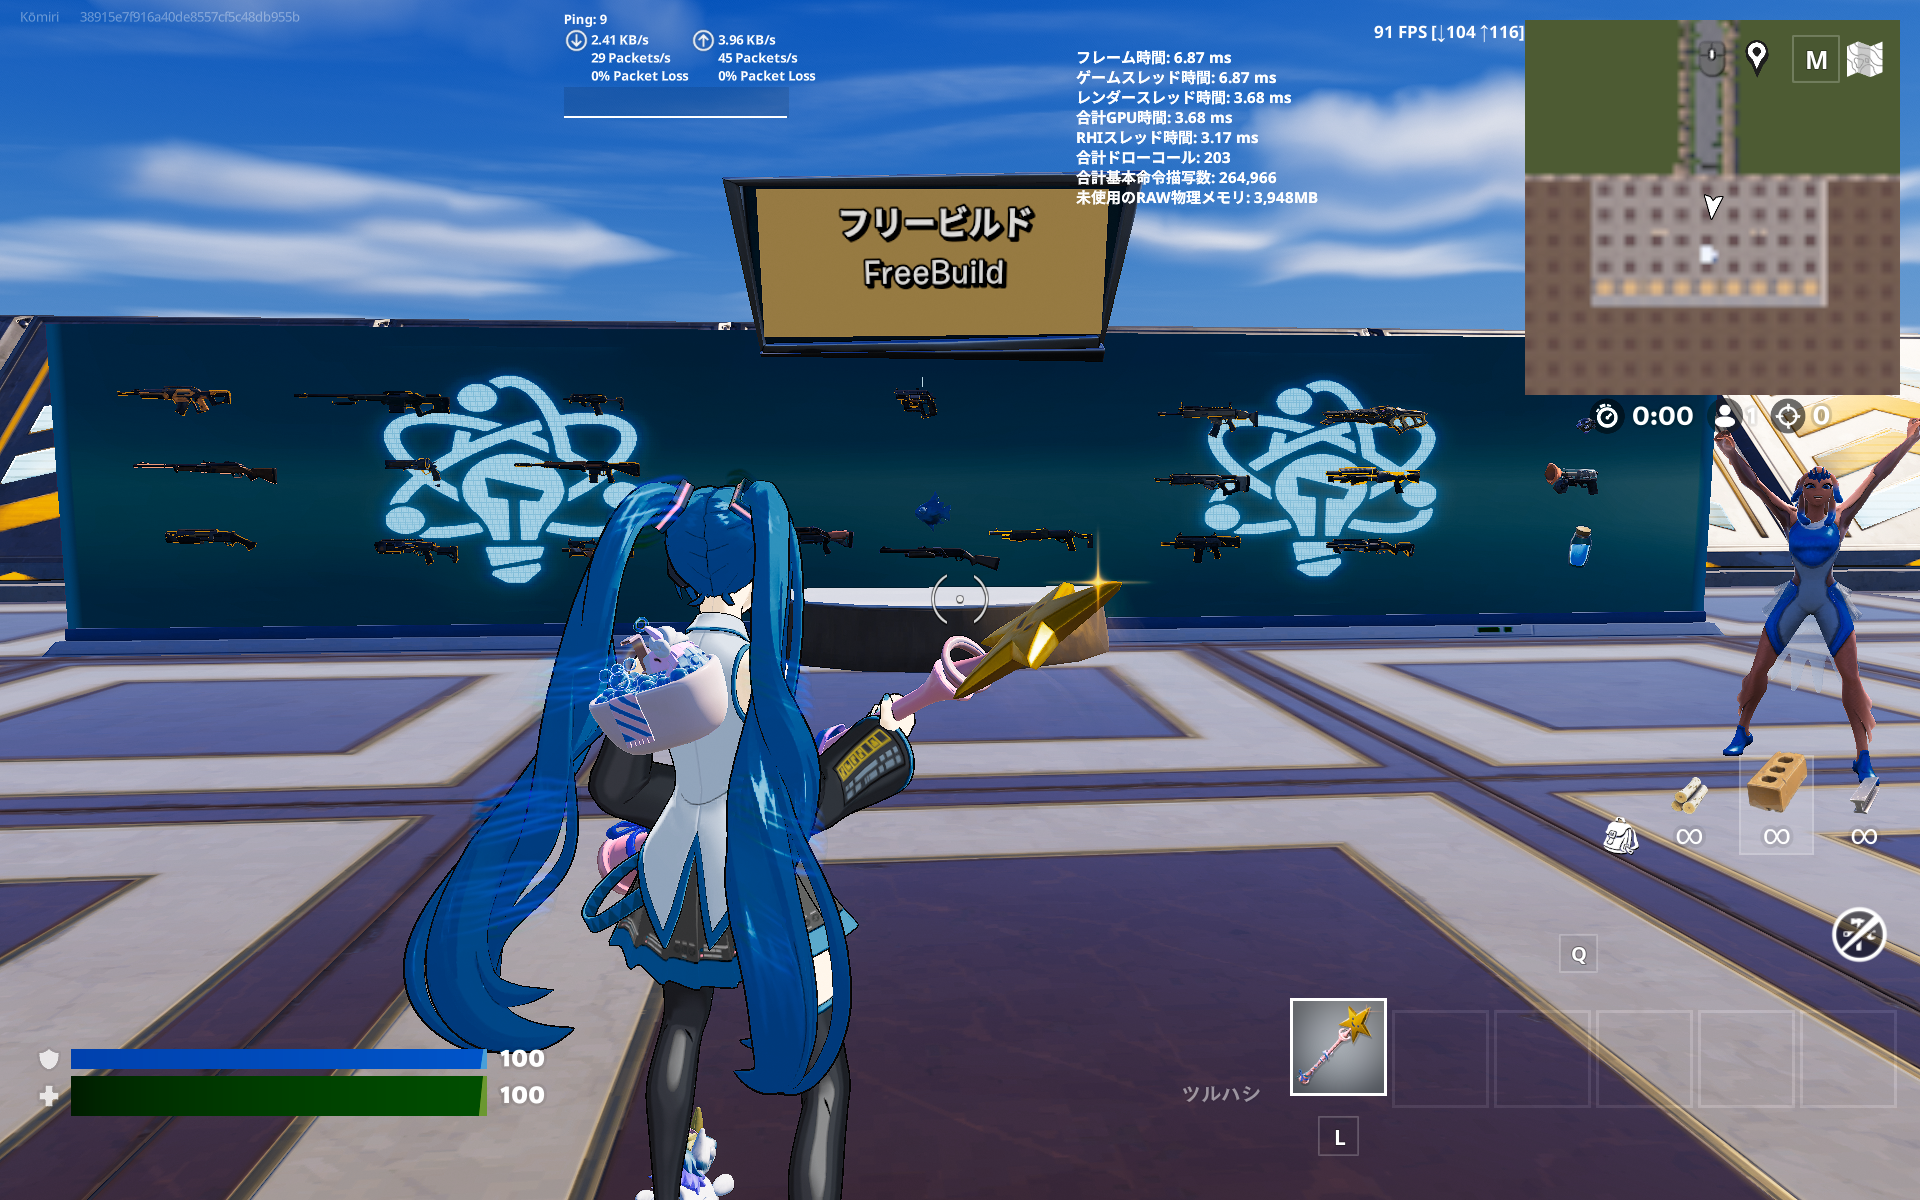 Kōmiri 38915e7f916a40de8557cf5c48db955b
Ping: 9
2.41 KB/s 3.96 KB/s
29 Packets/s 45 Packets/s
0% Packet Loss 0% Packet Loss
91 FPS [↓104 ↑116]
フレーム時間: 6.87 ms
ゲームスレッド時間: 6.87 ms
レンダースレッド時間: 3.68 ms
合計GPU時間: 3.68 ms
RHIスレッド時間: 3.17 ms
合計ドローコール: 203
合計基本命令描写数: 264,966
未使用のRAW物理メモリ: 3,948MB
M
フリービルド
FreeBuild
0:00 1 0
∞ ∞ ∞
Q
100
100
ツルハシ
L